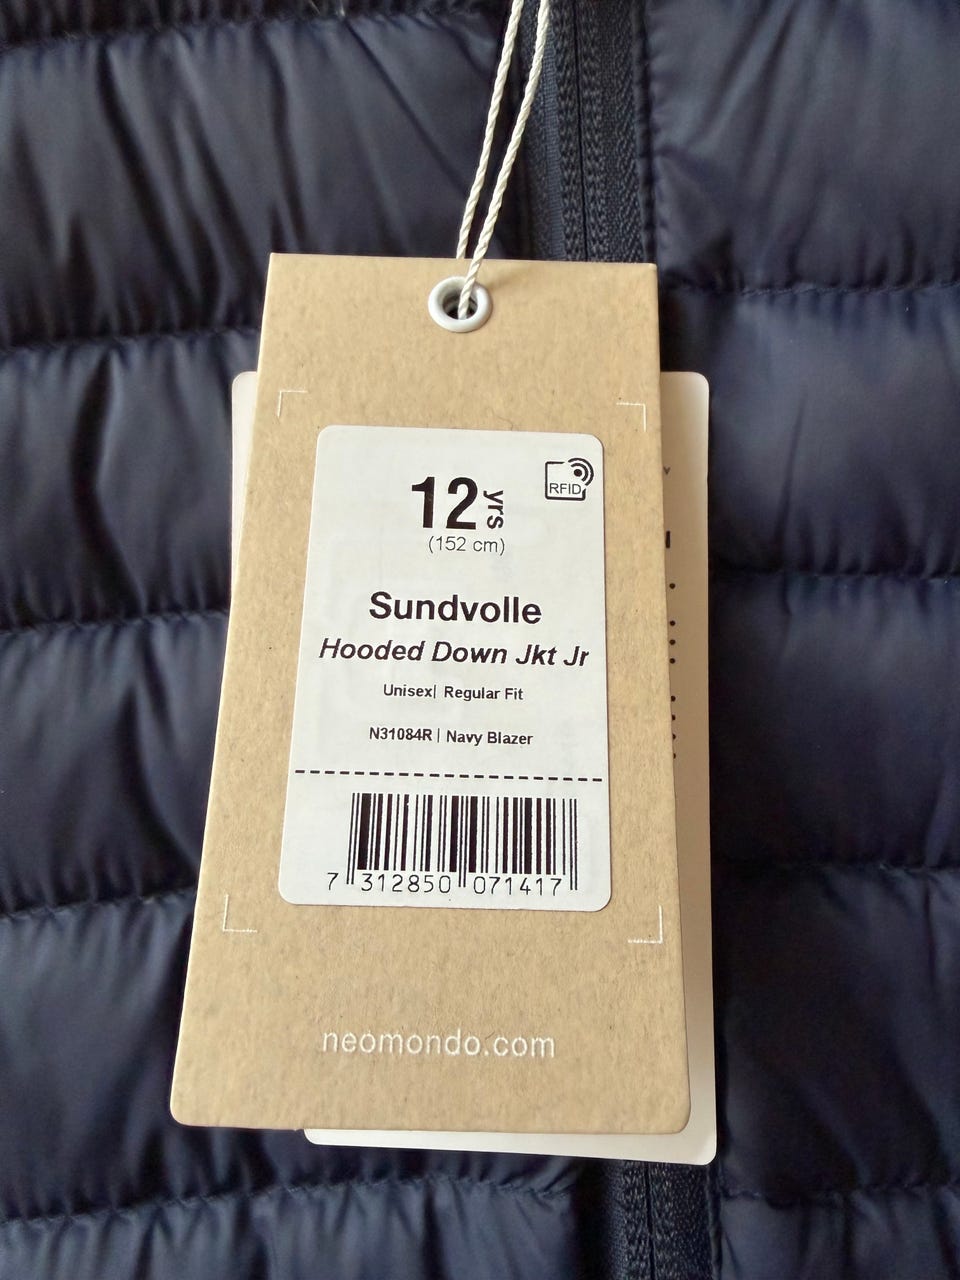 12 yrs
RFID
(152 cm)
Sundvolle
Hooded Down Jkt Jr
Unisex| Regular Fit
N31084R | Navy Blazer
7 312850 071417
neomondo.com